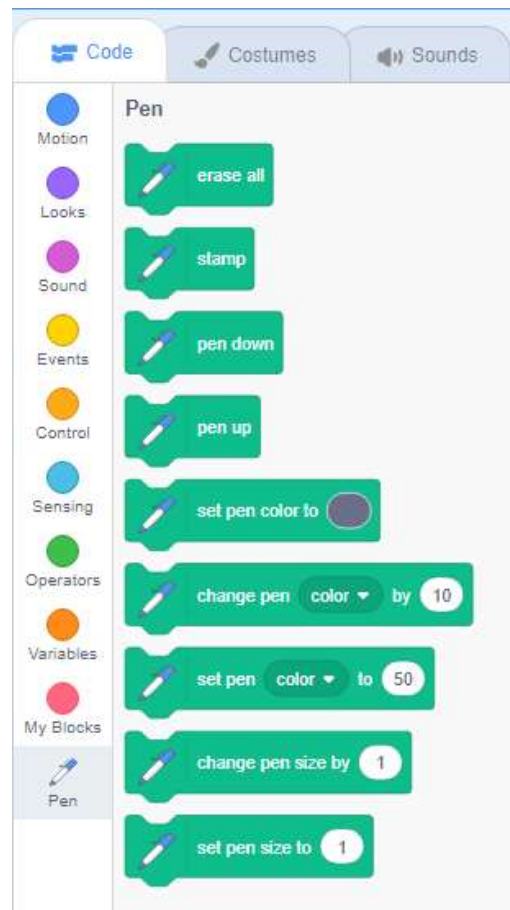 Code Costumes Sounds
Motion
Looks
Sound
Events
Control
Sensing
Operators
Variables
My Blocks
Pen
Pen
erase all
stamp
pen down
pen up
set pen color to
change pen color by 10
set pen color to 50
change pen size by 1
set pen size to 1